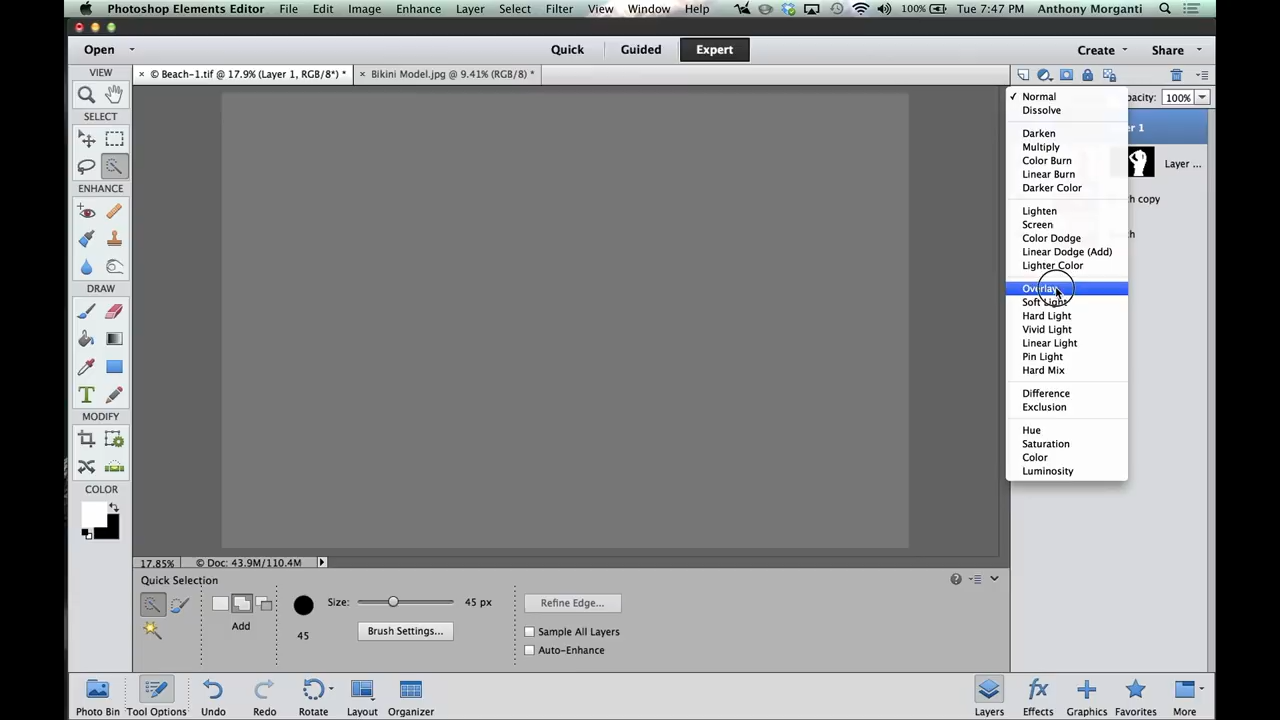 Photoshop Elements Editor File Edit Image Enhance Layer Select Filter View Window Help 100% Tue 7:47 PM Anthony Morganti
Open Quick Guided Expert Create Share
VIEW
× © Beach-1.tif @ 17.9% (Layer 1, RGB/8*) *
× Bikini Model.jpg @ 9.41% (RGB/8) *
SELECT
ENHANCE
DRAW
T
MODIFY
COLOR
✓ Normal
Dissolve
Darken
Multiply
Color Burn
Linear Burn
Darker Color
Lighten
Screen
Color Dodge
Linear Dodge (Add)
Lighter Color
Overlay
Soft Light
Hard Light
Vivid Light
Linear Light
Pin Light
Hard Mix
Difference
Exclusion
Hue
Saturation
Color
Luminosity
pacity: 100%
er 1
Layer ...
copy
17.85% © Doc: 43.9M/110.4M
Quick Selection
Add
45
Size: 45 px
Brush Settings...
Refine Edge...
Sample All Layers
Auto-Enhance
Photo Bin Tool Options Undo Redo Rotate Layout Organizer Layers Effects Graphics Favorites More